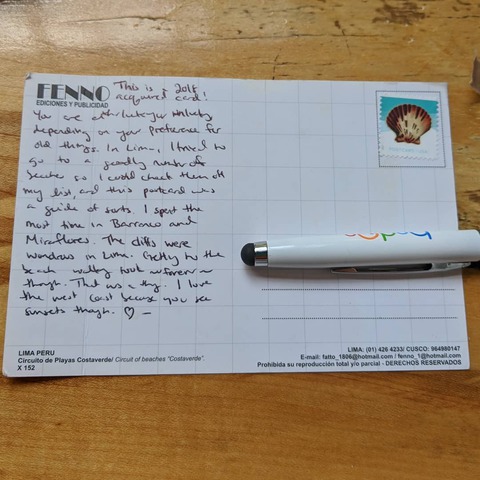 FENNO
EDICIONES Y PUBLICIDAD
This is a
acquired card!
You are either lucky or unlucky
depending on your preference for
old things. In Lima, I tried to
go to a goodly number of
beaches so I could check them off
my list, and this postcard was
a guide of sorts. I spent the
most time in Barranco and
Miraflores. The cliffs were
wondrous in Lima. Getting to the
beach walking took ~forever~
though. That was a thing. I love
the west coast because you see
sunsets though. ♡ –
LIMA PERU
Circuito de Playas Costaverde/ Circuit of beaches "Costaverde".
X 152
LIMA: (01) 426 4233/ CUSCO: 964980147
E-mail: fatto_1806@hotmail.com / fenno_1@hotmail.com
Prohibida su reproducción total y/o parcial - DERECHOS RESERVADOS